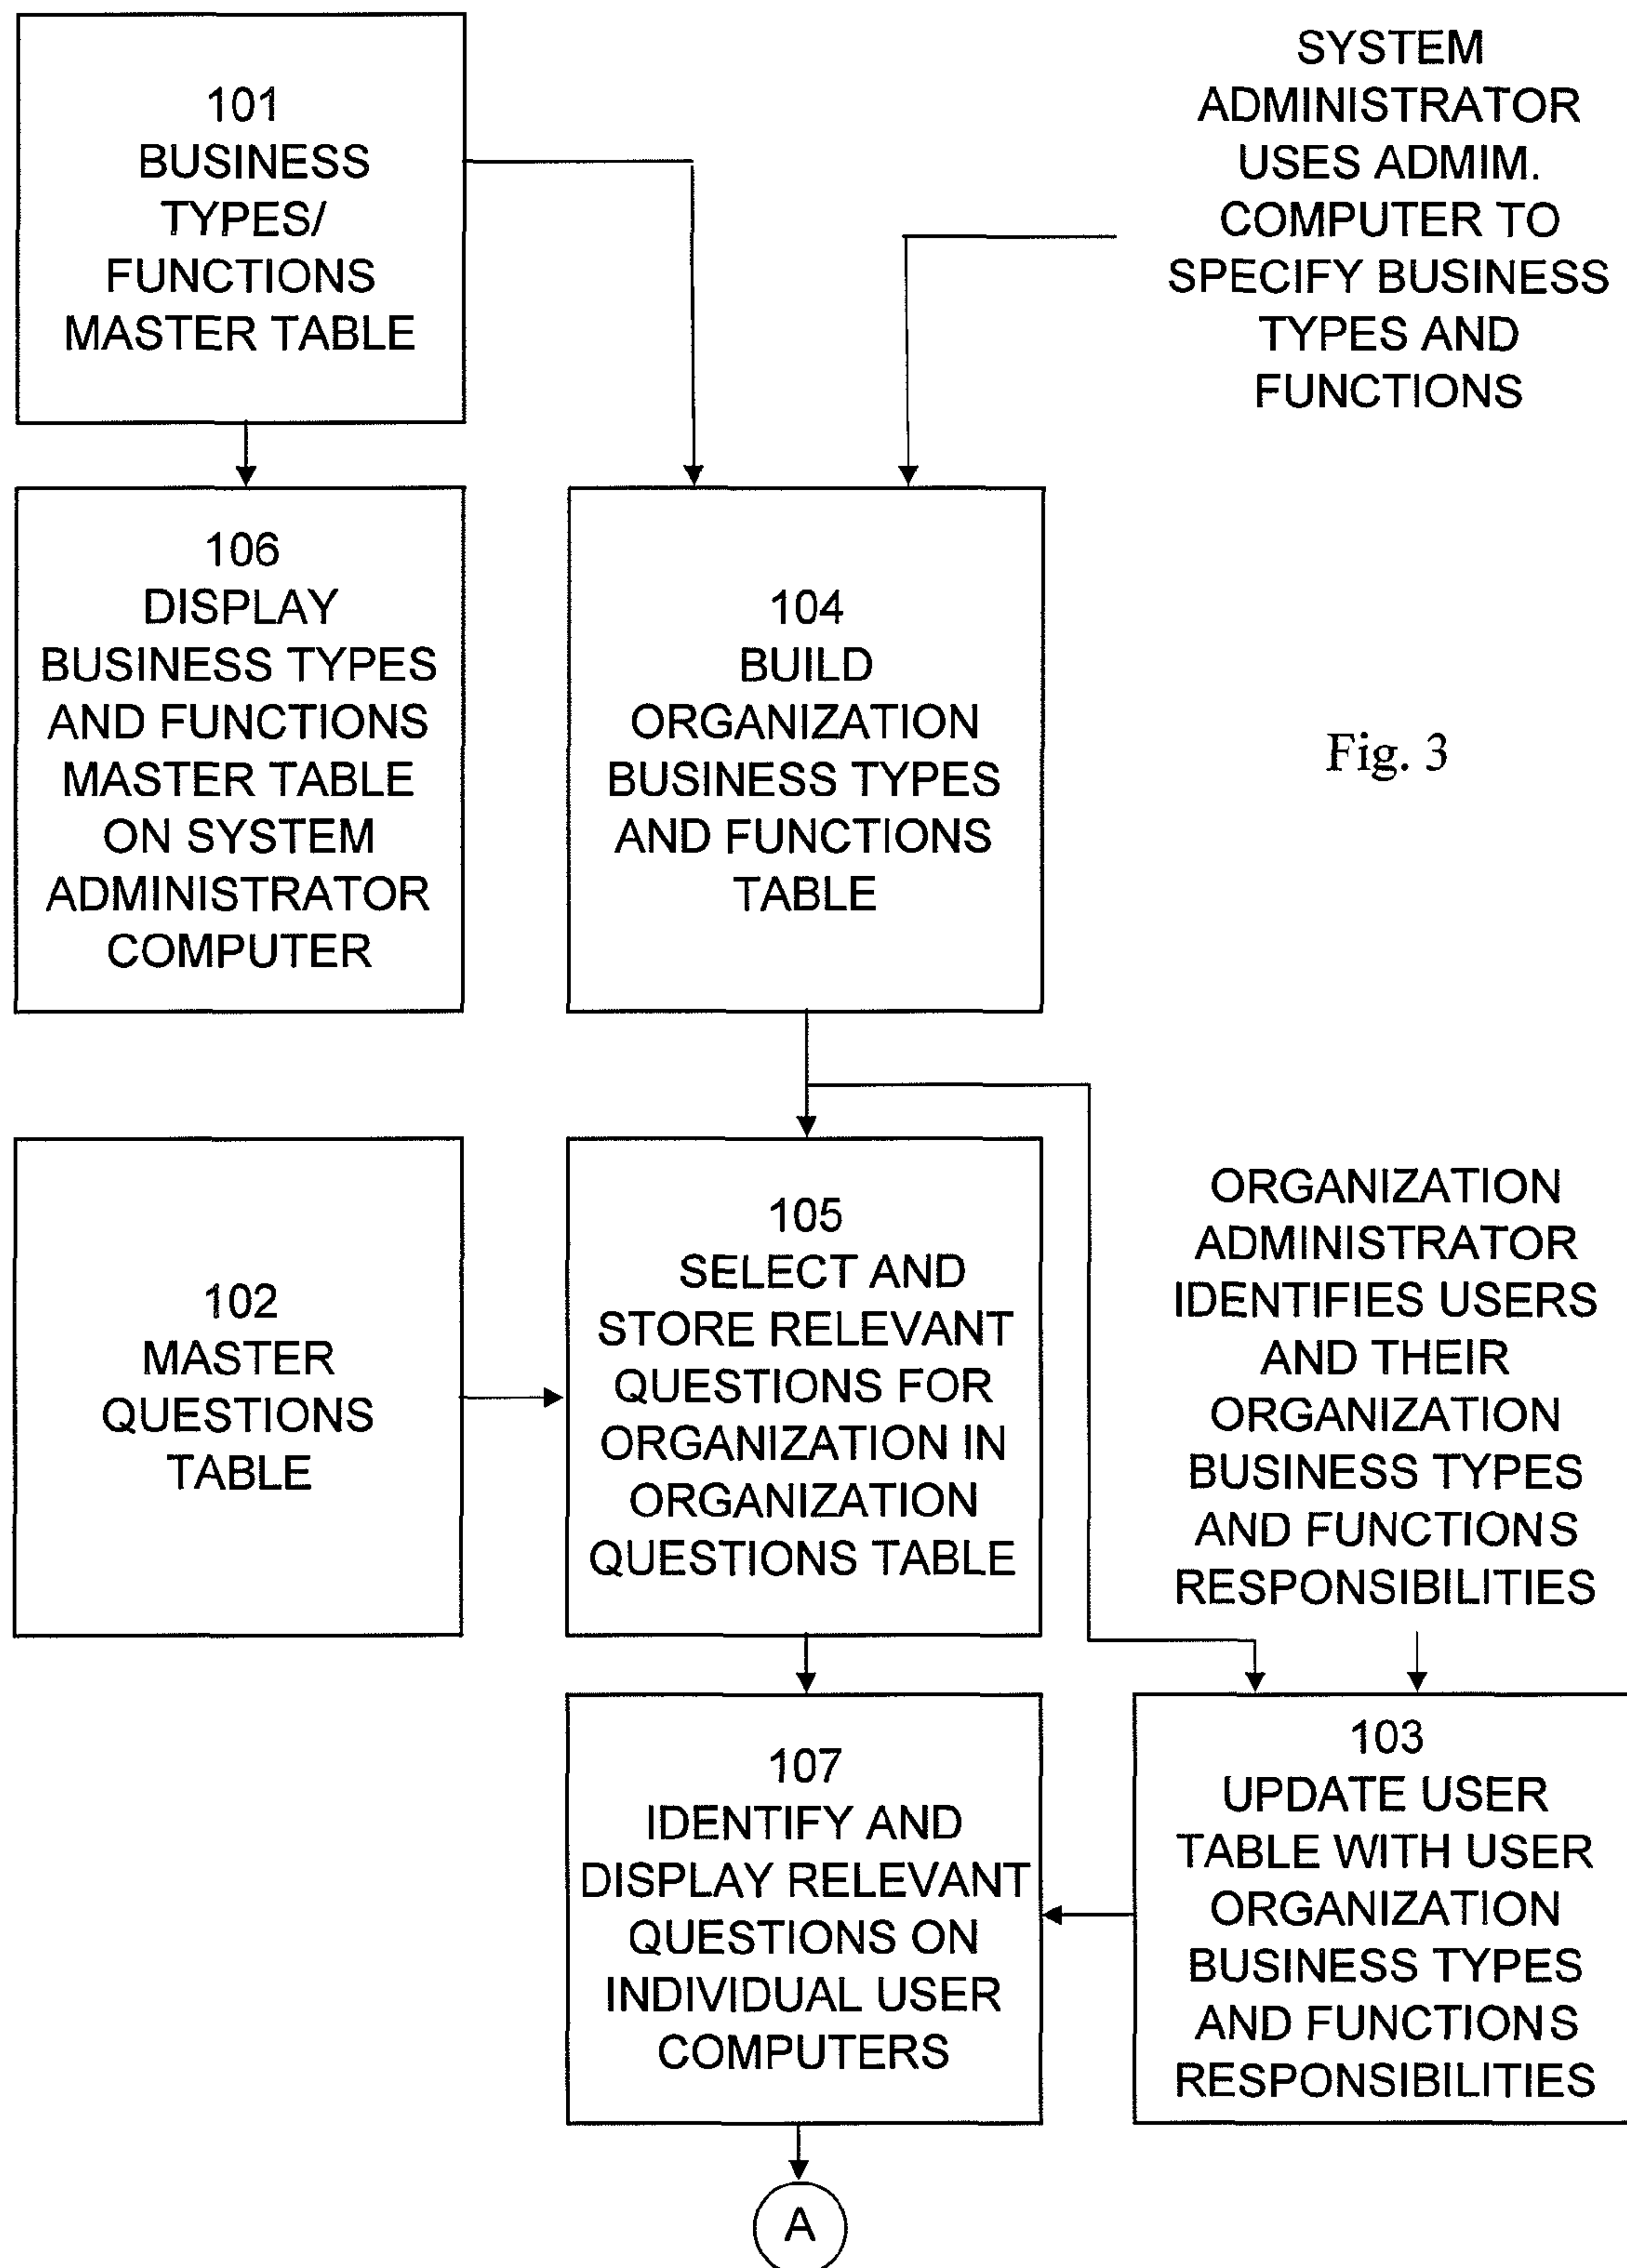 101
BUSINESS
TYPES/
FUNCTIONS
MASTER TABLE
SYSTEM
ADMINISTRATOR
USES ADMIM.
COMPUTER TO
SPECIFY BUSINESS
TYPES AND
FUNCTIONS
106
DISPLAY
BUSINESS TYPES
AND FUNCTIONS
MASTER TABLE
ON SYSTEM
ADMINISTRATOR
COMPUTER
104
BUILD
ORGANIZATION
BUSINESS TYPES
AND FUNCTIONS
TABLE
Fig. 3
102
MASTER
QUESTIONS
TABLE
105
SELECT AND
STORE RELEVANT
QUESTIONS FOR
ORGANIZATION IN
ORGANIZATION
QUESTIONS TABLE
ORGANIZATION
ADMINISTRATOR
IDENTIFIES USERS
AND THEIR
ORGANIZATION
BUSINESS TYPES
AND FUNCTIONS
RESPONSIBILITIES
107
IDENTIFY AND
DISPLAY RELEVANT
QUESTIONS ON
INDIVIDUAL USER
COMPUTERS
103
UPDATE USER
TABLE WITH USER
ORGANIZATION
BUSINESS TYPES
AND FUNCTIONS
RESPONSIBILITIES
A